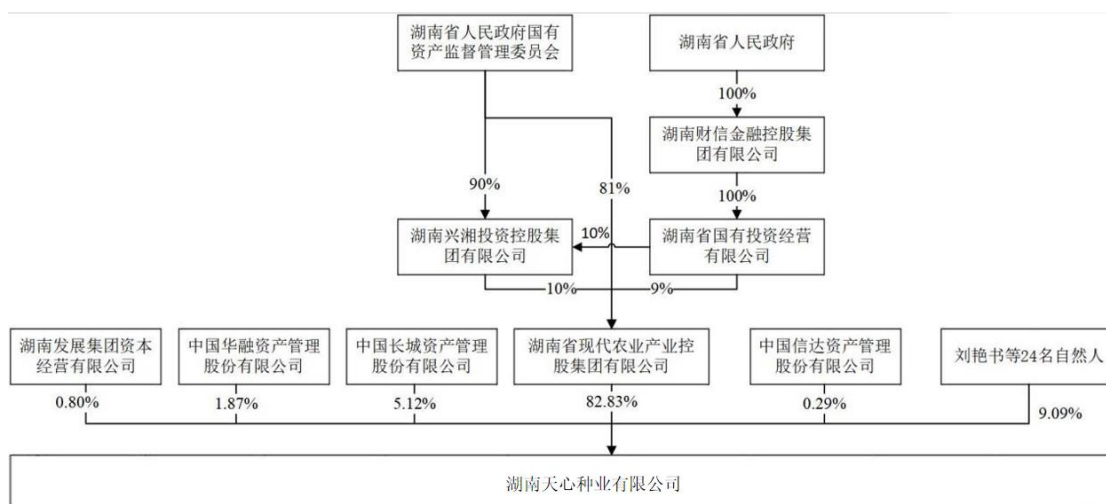 湖南省人民政府国有
资产监督管理委员会
湖南省人民政府
100%
湖南财信金融控股集
团有限公司
90%
81%
100%
湖南兴湘投资控股集
团有限公司
10%
湖南省国有投资经营
有限公司
10%
9%
湖南发展集团资本
经营有限公司
中国华融资产管理
股份有限公司
中国长城资产管理
股份有限公司
湖南省现代农业产业控
股集团有限公司
中国信达资产管理
股份有限公司
刘艳书等24名自然人
0.80%
1.87%
5.12%
82.83%
0.29%
9.09%
湖南天心种业有限公司